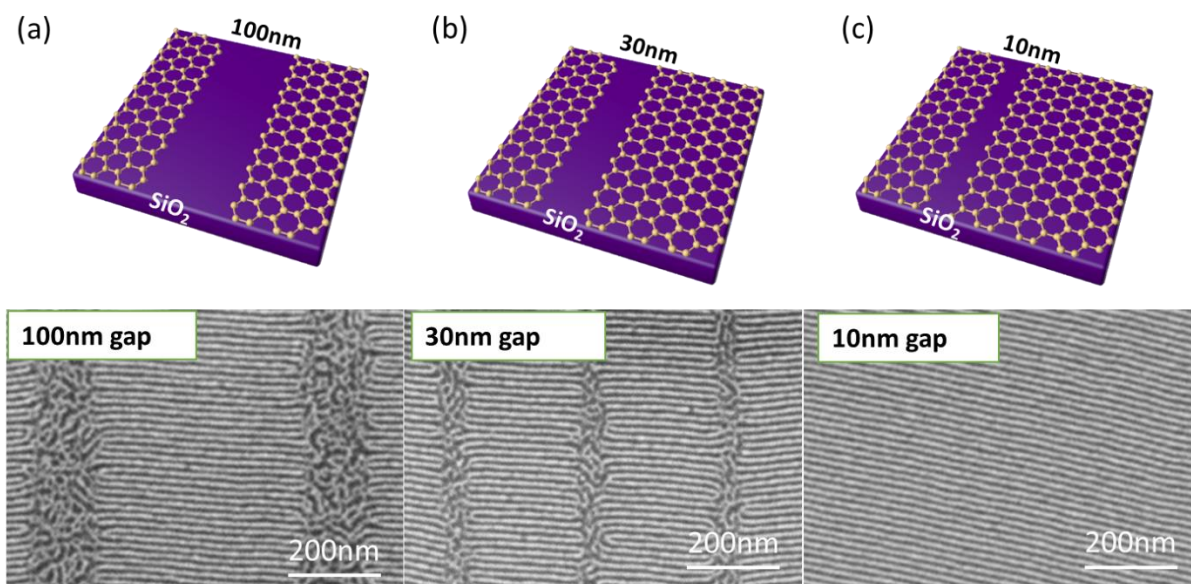 (a)
100nm
SiO2
(b)
30nm
SiO2
(c)
10nm
SiO2
100nm gap
200nm
30nm gap
200nm
10nm gap
200nm